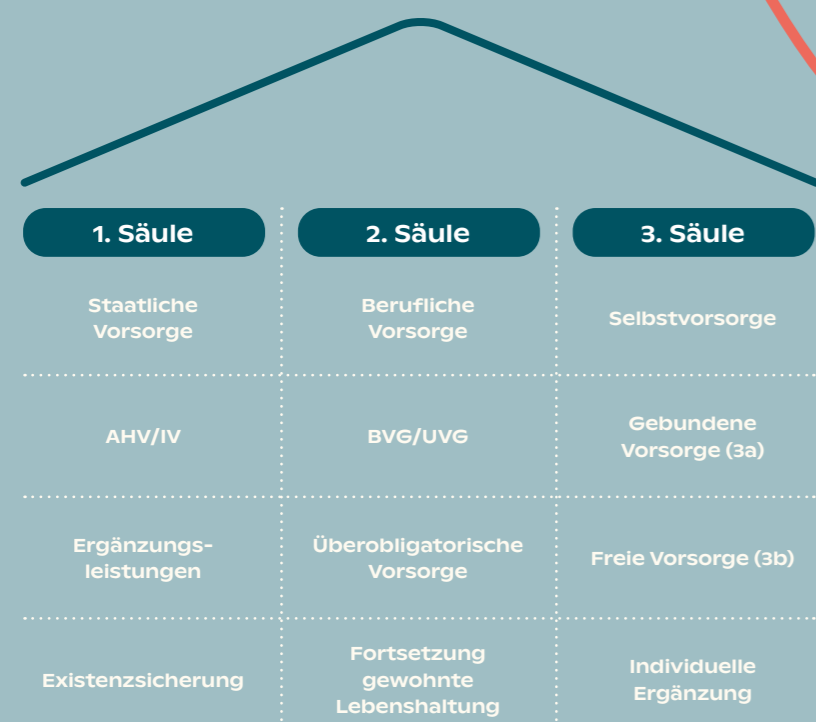 1. Säule
2. Säule
3. Säule
Staatliche
Vorsorge
Berufliche
Vorsorge
Selbstvorsorge
AHV/IV
BVG/UVG
Gebundene
Vorsorge (3a)
Ergänzungs-
leistungen
Überobligatorische
Vorsorge
Freie Vorsorge (3b)
Existenzsicherung
Fortsetzung
gewohnte
Lebenshaltung
Individuelle
Ergänzung